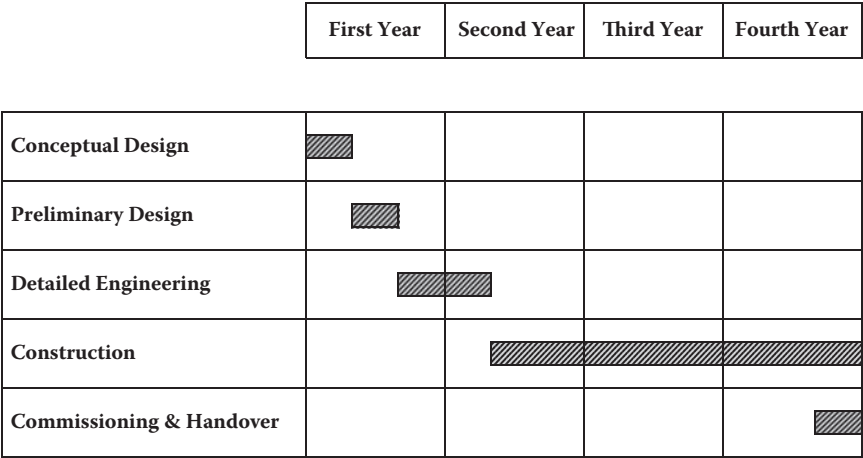 First Year Second Year Third Year Fourth Year
Conceptual Design
Preliminary Design
Detailed Engineering
Construction
Commissioning & Handover